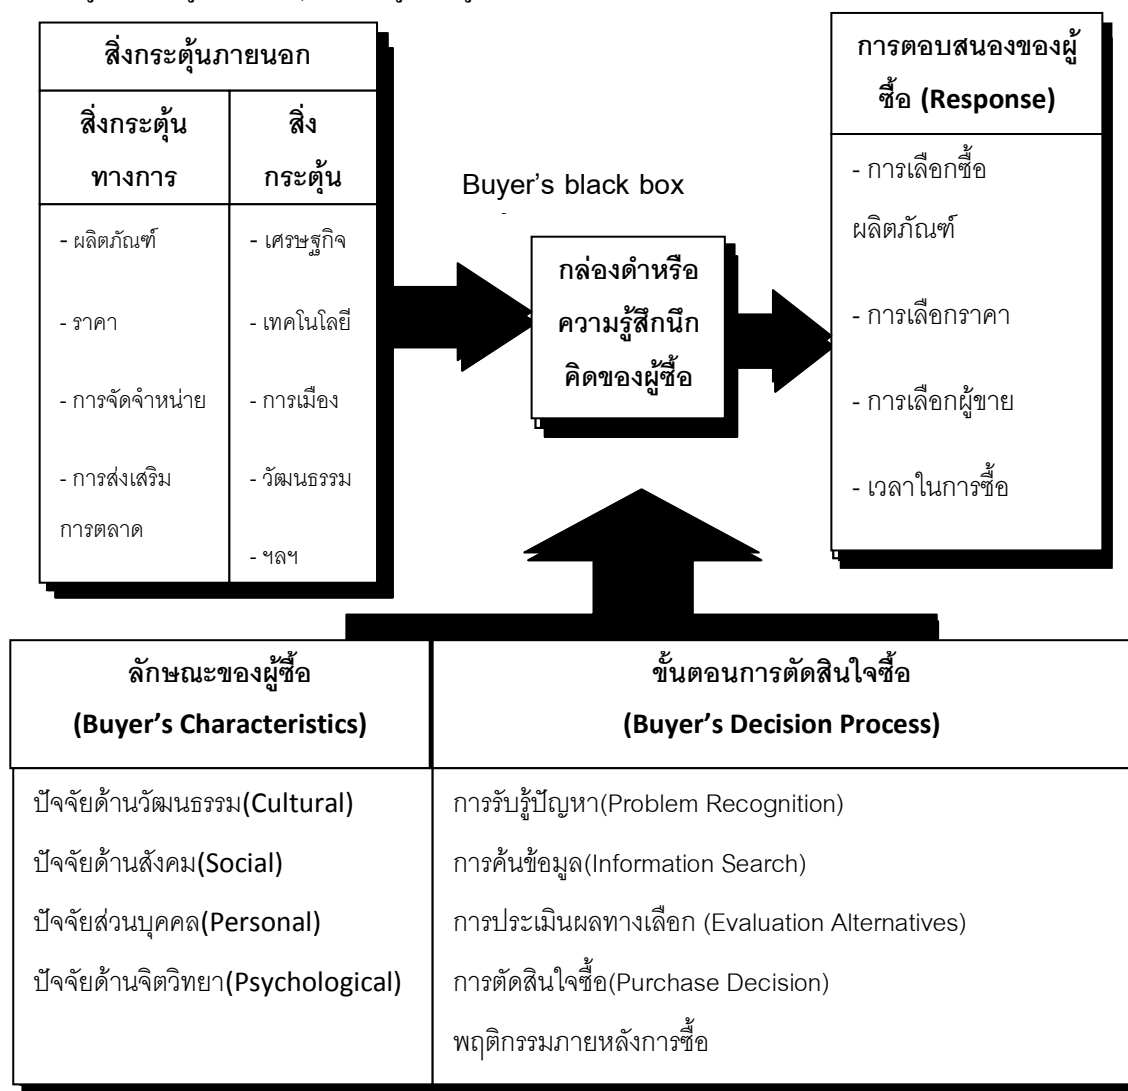 สิ่งกระตุ้นภายนอก
สิ่งกระตุ้น
ทางการ
สิ่ง
กระตุ้น
- ผลิตภัณฑ์
- ราคา
- การจัดจำหน่าย
- การส่งเสริม
การตลาด
- เศรษฐกิจ
- เทคโนโลยี
- การเมือง
- วัฒนธรรม
- ฯลฯ
Buyer's black box
กล่องดำหรือ
ความรู้สึกนึก
คิดของผู้ซื้อ
การตอบสนองของผู้
ซื้อ (Response)
- การเลือกซื้อ
ผลิตภัณฑ์
- การเลือกราคา
- การเลือกผู้ขาย
- เวลาในการซื้อ
ลักษณะของผู้ซื้อ
(Buyer's Characteristics)
ปัจจัยด้านวัฒนธรรม(Cultural)
ปัจจัยด้านสังคม(Social)
ปัจจัยส่วนบุคคล(Personal)
ปัจจัยด้านจิตวิทยา(Psychological)
ขั้นตอนการตัดสินใจซื้อ
(Buyer's Decision Process)
การรับรู้ปัญหา(Problem Recognition)
การค้นข้อมูล(Information Search)
การประเมินผลทางเลือก (Evaluation Alternatives)
การตัดสินใจซื้อ(Purchase Decision)
พฤติกรรมภายหลังการซื้อ